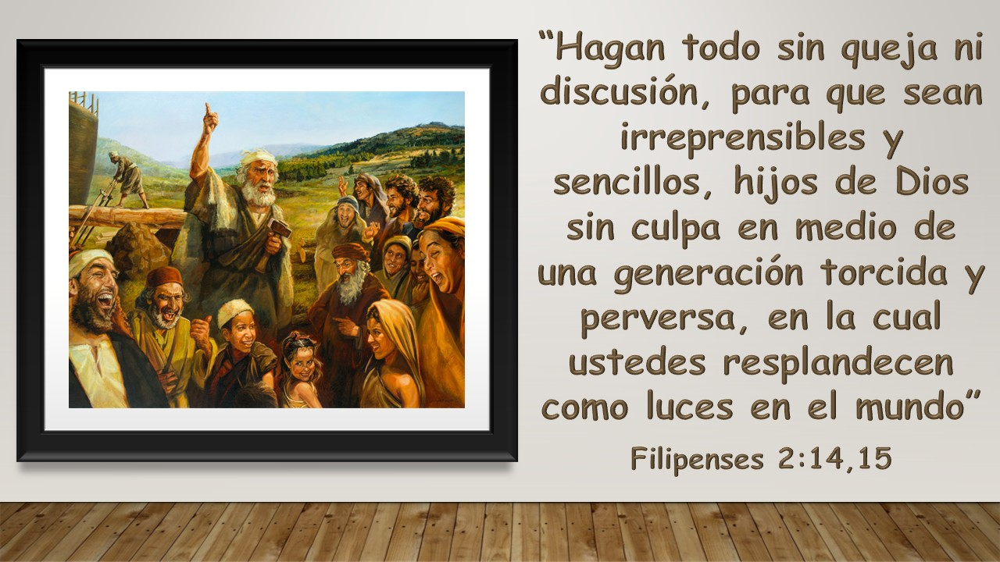 “Hagan todo sin queja ni
discusión, para que sean
irreprensibles y
sencillos, hijos de Dios
sin culpa en medio de
una generación torcida y
perversa, en la cual
ustedes resplandecen
como luces en el mundo”
Filipenses 2:14,15